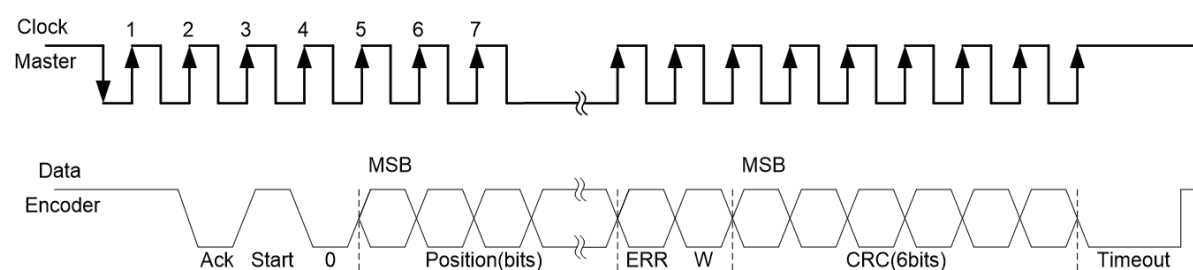 Clock
Master
1 2 3 4 5 6 7
Data
Encoder
MSB MSB
Ack Start 0 Position(bits) ERR W CRC(6bits) Timeout